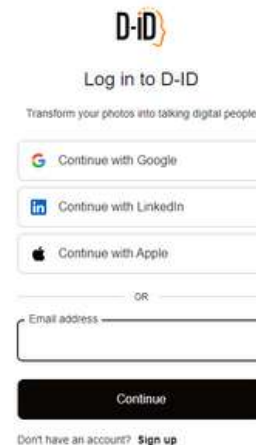 D-iD
Log in to D-ID
Transform your photos into talking digital people
Continue with Google
in Continue with LinkedIn
Continue with Apple
OR
Email address
Continue
Don't have an account? Sign up